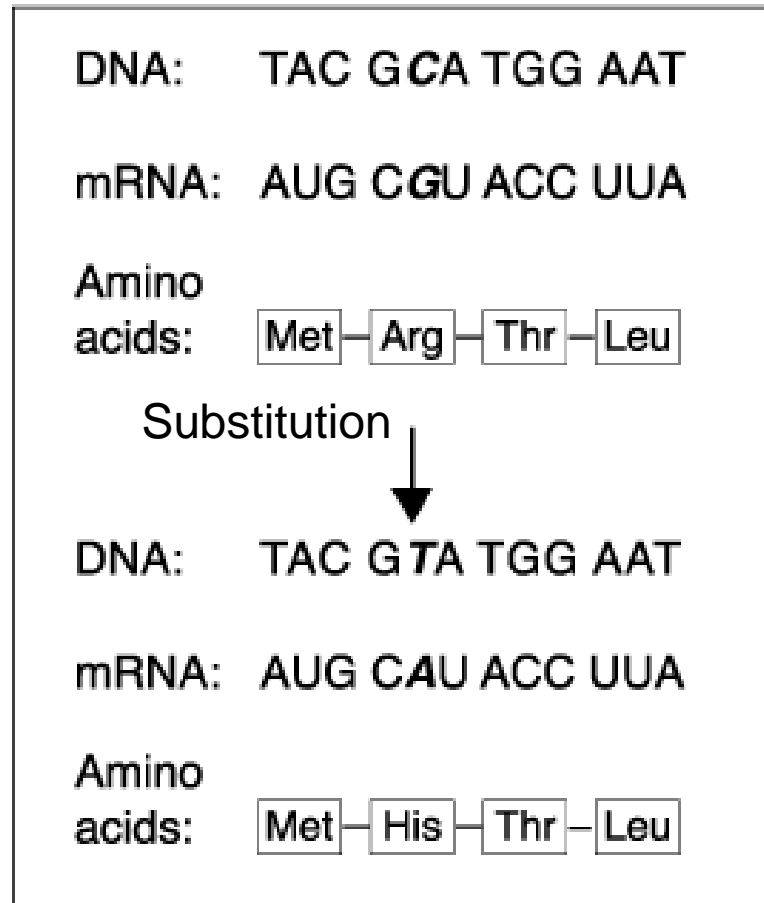 DNA: TAC GCA TGG AAT
mRNA: AUG CGU ACC UUA
Amino
acids: Met–Arg–Thr–Leu
Substitution
DNA: TAC GTA TGG AAT
mRNA: AUG CAU ACC UUA
Amino
acids: Met–His–Thr–Leu